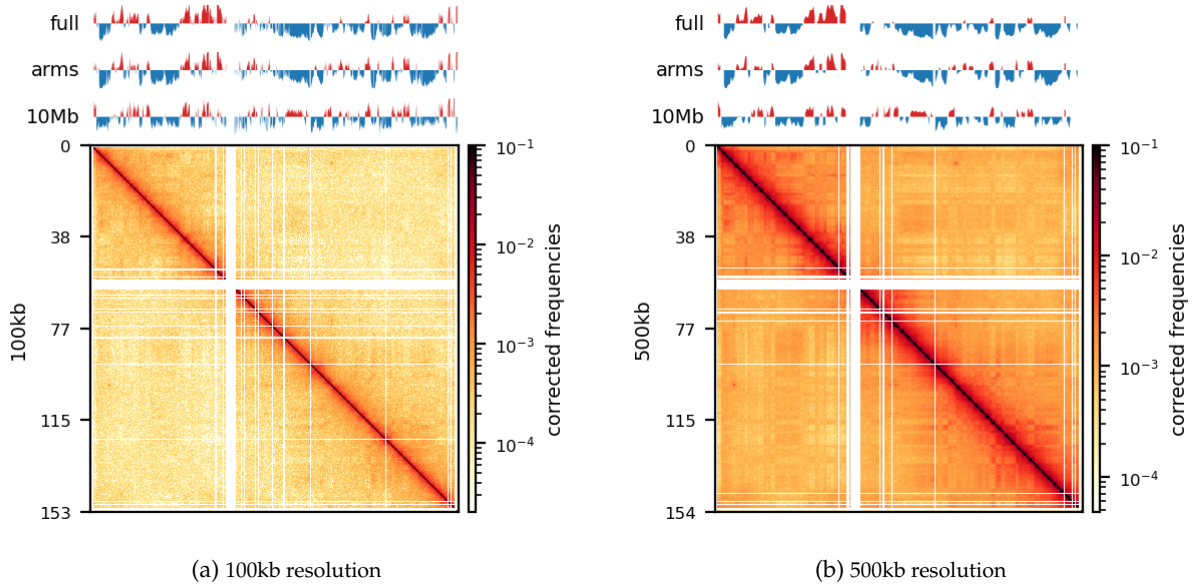 full
arms
10Mb
0
38
77
115
153
100kb
10⁻¹
10⁻²
10⁻³
10⁻⁴
corrected frequencies
(a) 100kb resolution
full
arms
10Mb
0
38
77
115
154
500kb
10⁻¹
10⁻²
10⁻³
10⁻⁴
corrected frequencies
(b) 500kb resolution